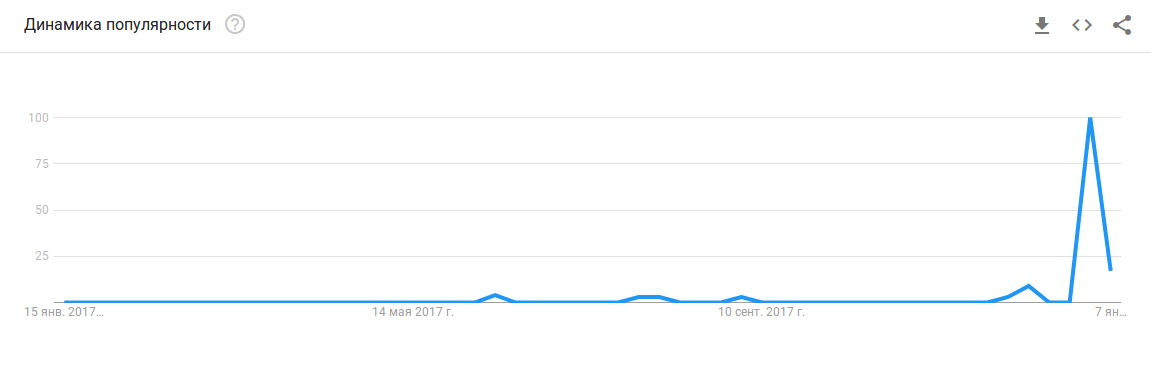 Динамика популярности ?
100
75
50
25
15 янв. 2017…
14 мая 2017 г.
10 сент. 2017 г.
7 ян…